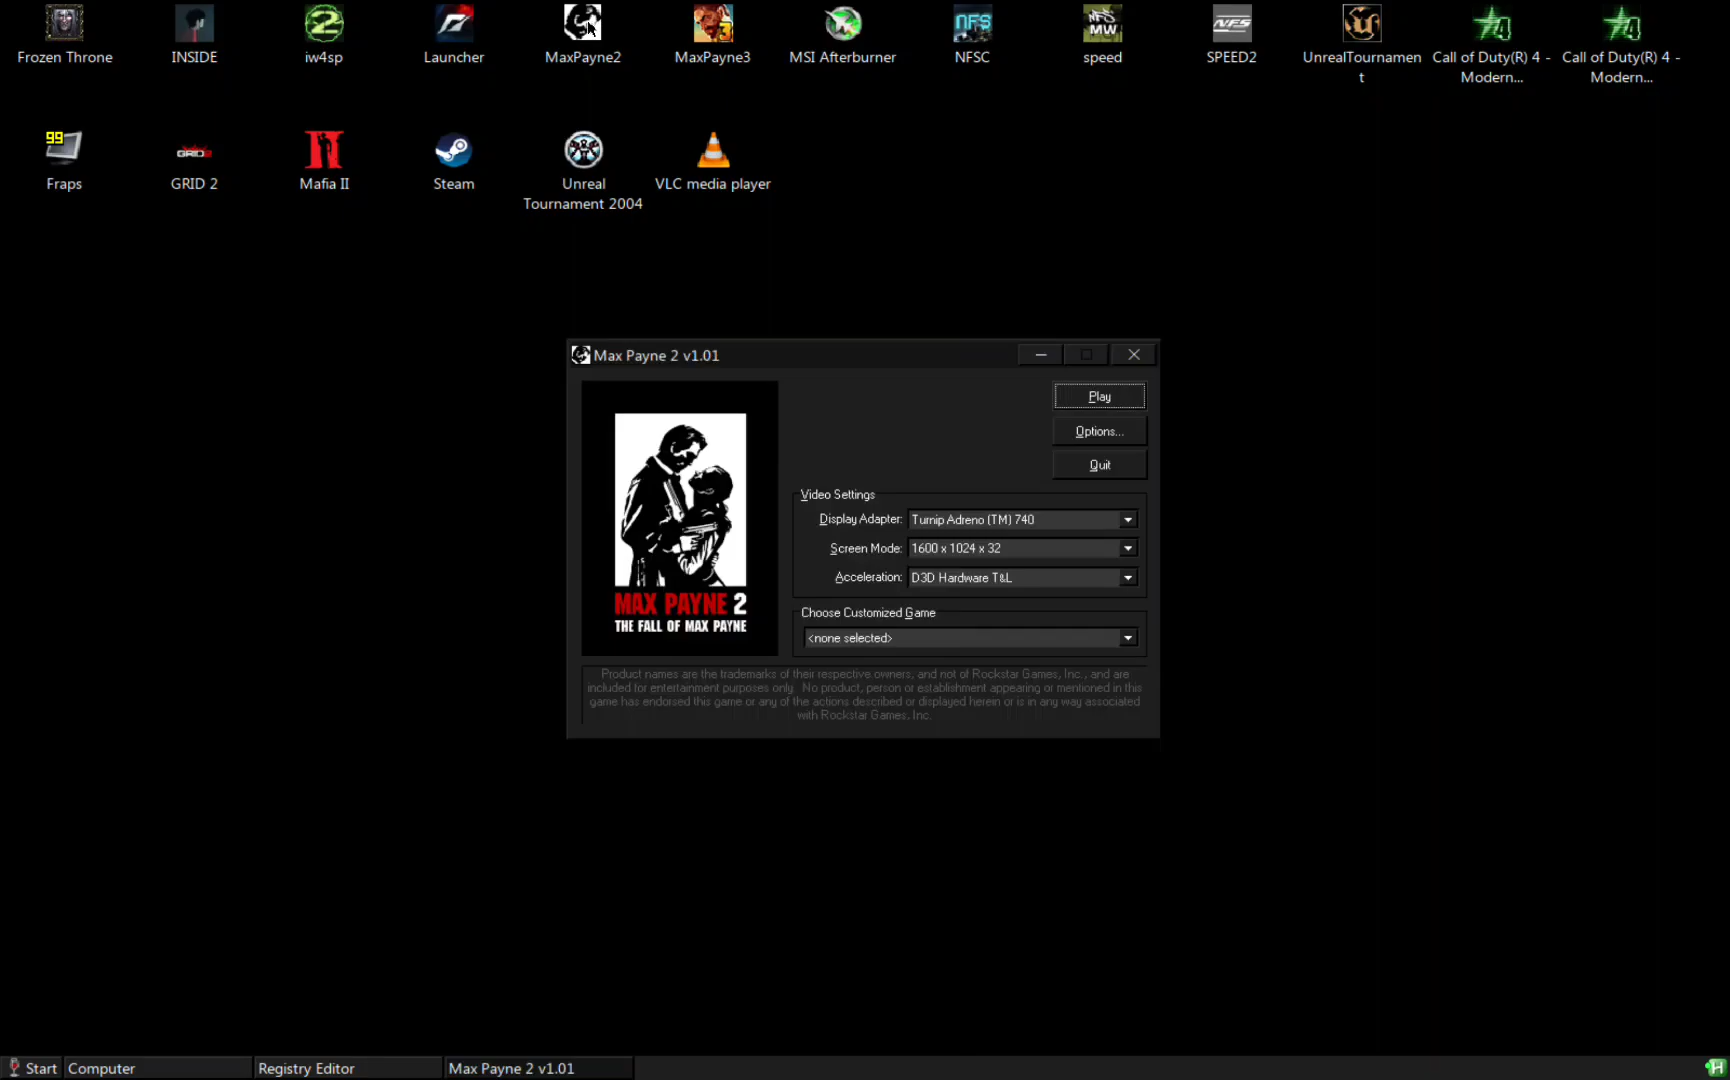 Frozen Throne
INSIDE
iw4sp
Launcher
MaxPayne2
MaxPayne3
MSI Afterburner
NFSC
speed
SPEED2
UnrealTournamen
t
Call of Duty(R) 4 -
Modern...
Call of Duty(R) 4 -
Modern...
99
Fraps
GRID 2
Mafia II
Steam
Unreal
Tournament 2004
VLC media player
Max Payne 2 v1.01
Play
Options...
Quit
Video Settings
Display Adapter: Turnip Adreno (TM) 740
Screen Mode: 1600 x 1024 x 32
Acceleration: D3D Hardware T&L
Choose Customized Game
<none selected>
MAX PAYNE 2
THE FALL OF MAX PAYNE
Product names are the trademarks of their respective owners, and not of Rockstar Games, Inc., and are
included for entertainment purposes only. No product, person or establishment appearing or mentioned in this
game has endorsed this game or any of the actions described or displayed herein or is in any way associated
with Rockstar Games, Inc.
Start
Computer
Registry Editor
Max Payne 2 v1.01